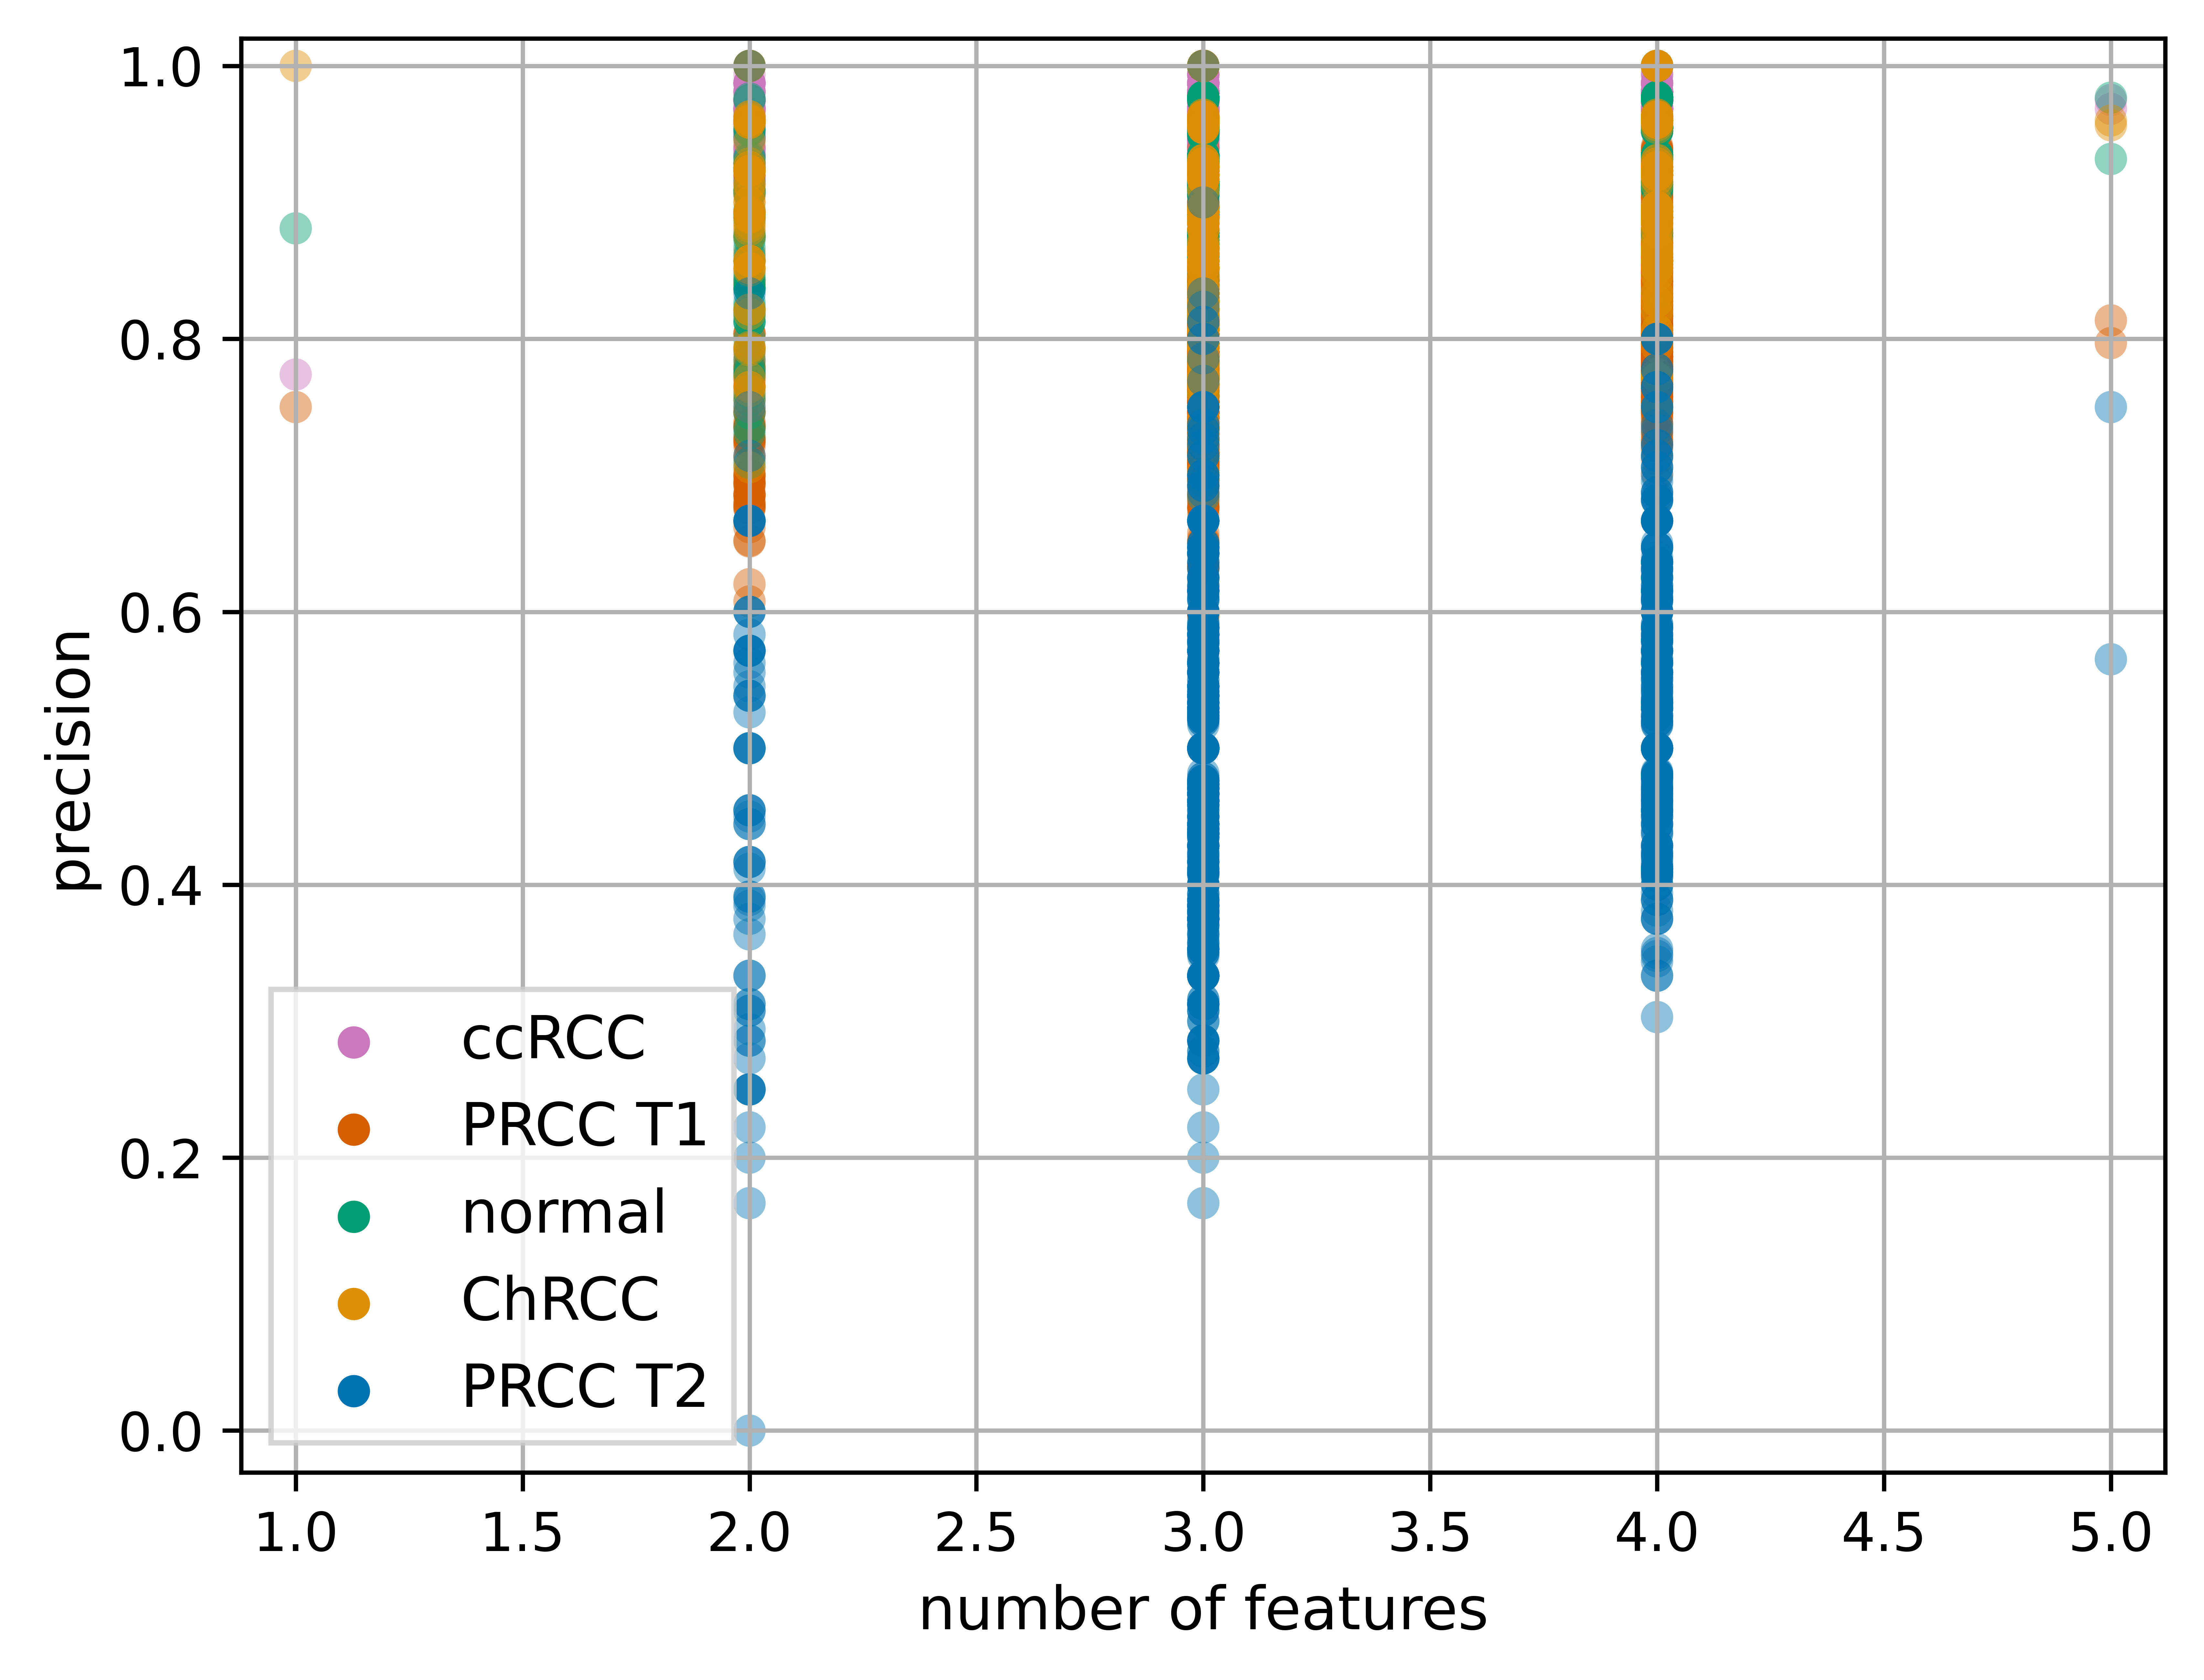 1.0
0.8
0.6
0.4
0.2
0.0
precision
ccRCC
PRCC T1
normal
ChRCC
PRCC T2
1.0 1.5 2.0 2.5 3.0 3.5 4.0 4.5 5.0
number of features